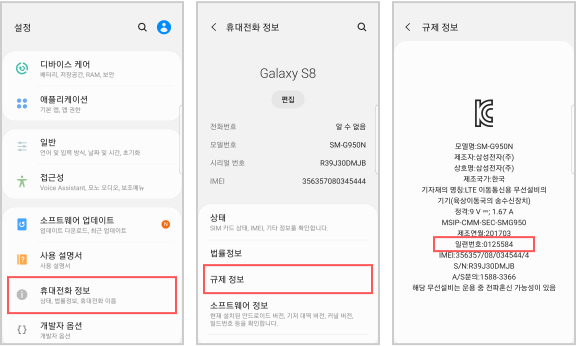 설정
디바이스 케어
배터리, 저장공간, RAM, 보안
애플리케이션
기본 앱, 앱 권한
일반
언어 및 입력 방식, 날짜 및 시간, 초기화
접근성
Voice Assistant, 모노 오디오, 보조메뉴
소프트웨어 업데이트
업데이트 다운로드, 최근 업데이트
N
사용 설명서
사용 설명서
휴대전화 정보
상태, 법률정보, 휴대전화 이름
개발자 옵션
개발자 옵션
휴대전화 정보
Galaxy S8
편집
전화번호 알 수 없음
모델번호 SM-G950N
시리얼 번호 R39J30DMJB
IMEI 356357080345444
상태
SIM 카드 상태, IMEI, 기타 정보를 확인합니다.
법률정보
규제 정보
소프트웨어 정보
현재 설치된 안드로이드 버전, 기저 대역 버전, 커널 버전,
빌드번호 등을 확인합니다.
규제 정보
모델명:SM-G950N
제조자:삼성전자(주)
상호명:삼성전자(주)
제조국가:한국
기자재의 명칭:LTE 이동통신용 무선설비의
기기(육상이동국의 송수신장치)
정격:9 V ⎓; 1.67 A
MSIP-CMM-SEC-SMG950
제조연월:201703
일련번호:0125584
IMEI:356357/08/034544/4
S/N:R39J30DMJB
A/S문의:1588-3366
해당 무선설비는 운용 중 전파혼신 가능성이 있음